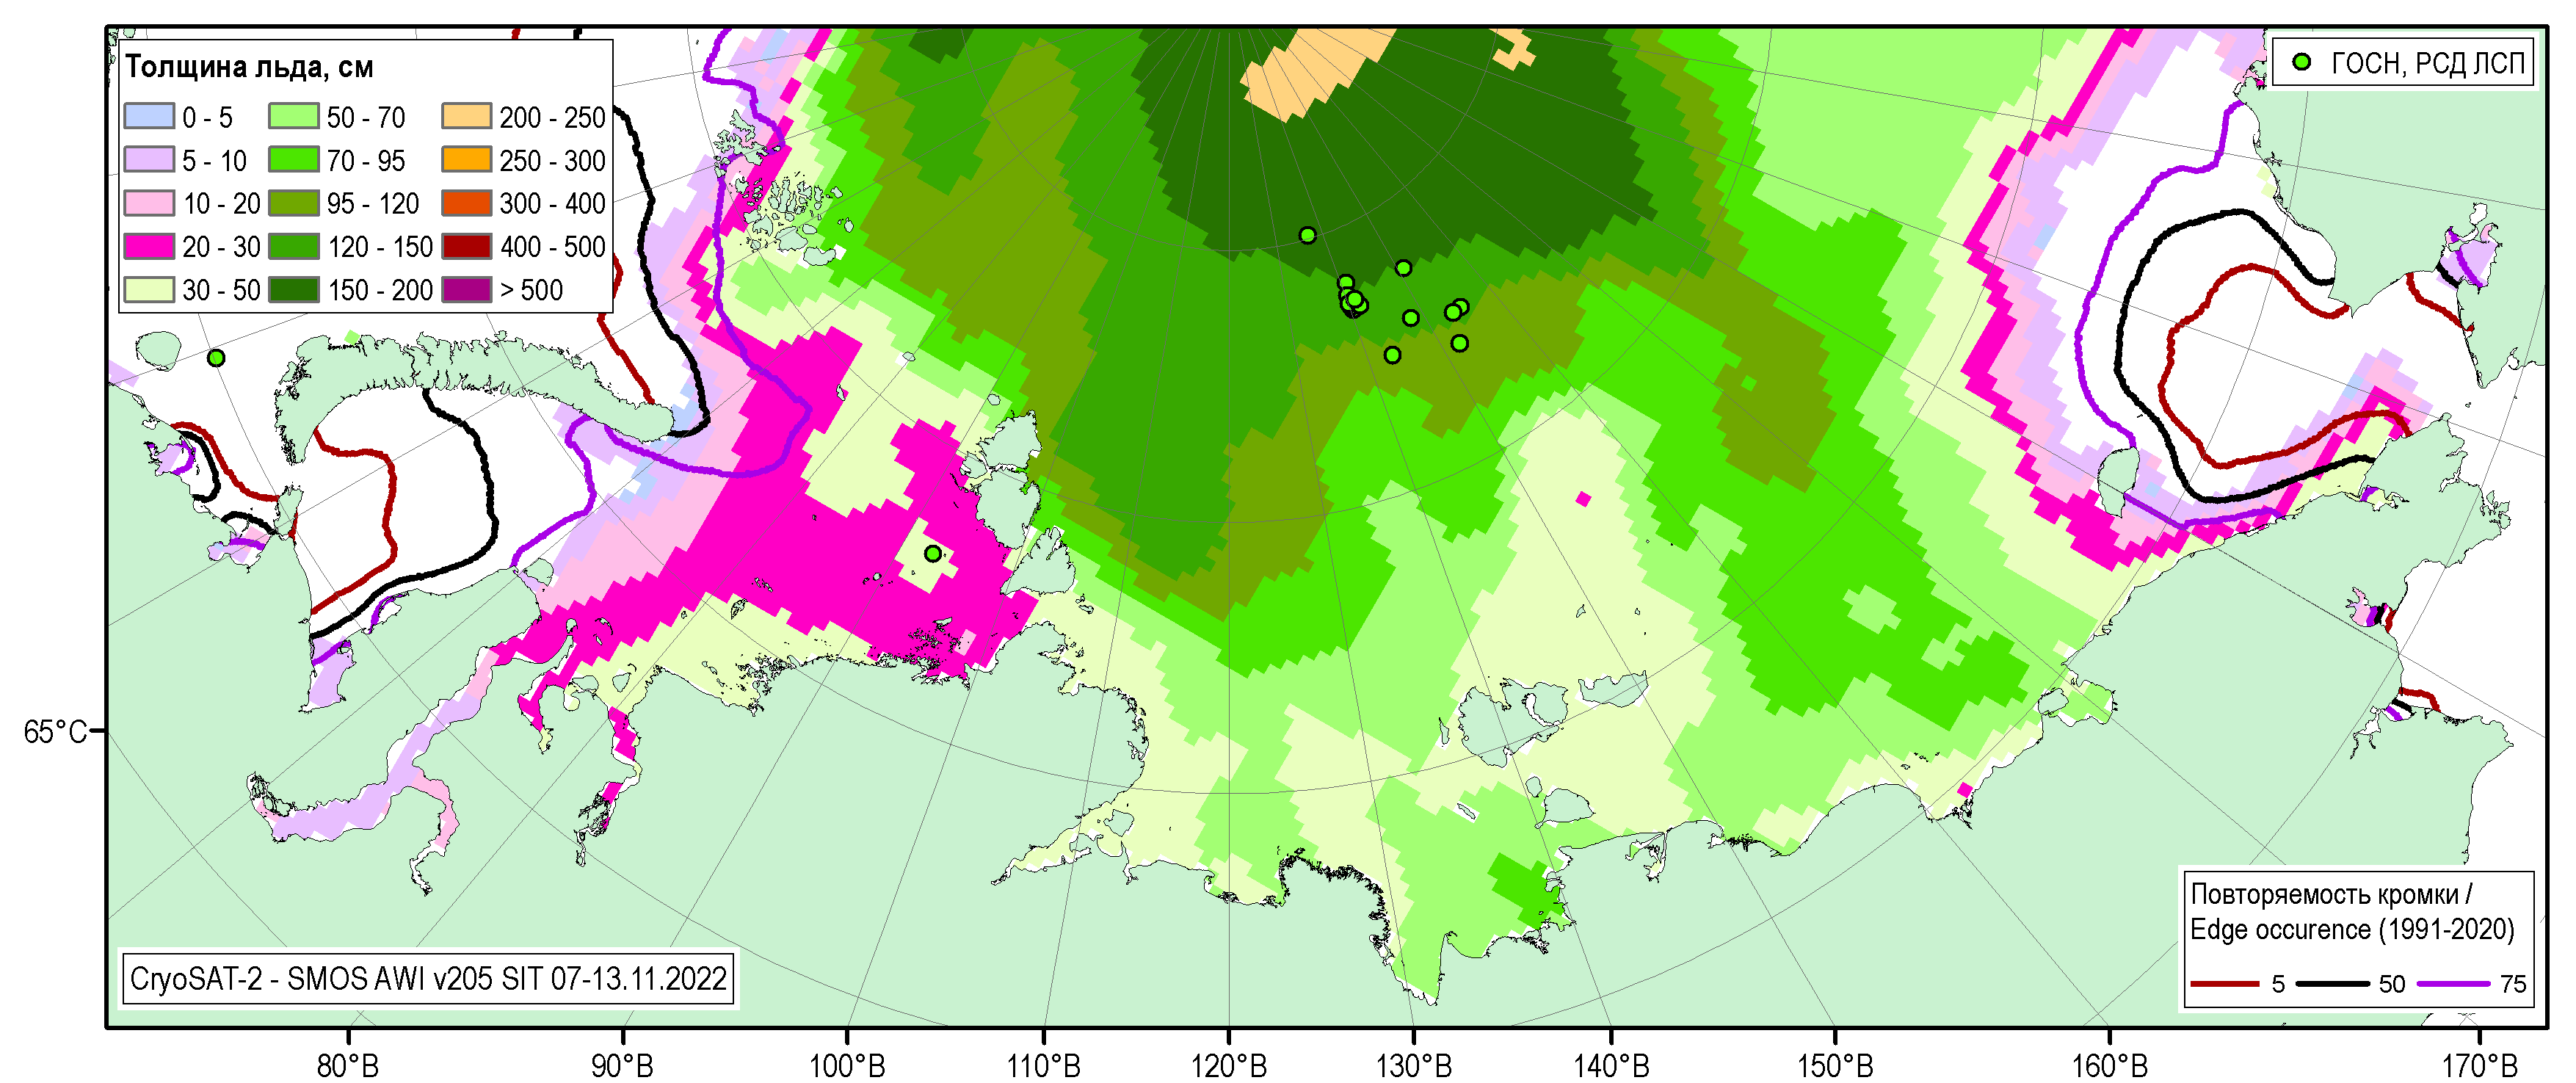 Толщина льда, см
0 - 5
5 - 10
10 - 20
20 - 30
30 - 50
50 - 70
70 - 95
95 - 120
120 - 150
150 - 200
200 - 250
250 - 300
300 - 400
400 - 500
> 500
ГОСН, РСД ЛСП
65°С
CryoSAT-2 - SMOS AWI v205 SIT 07-13.11.2022
Повторяемость кромки /
Edge occurence (1991-2020)
5 50 75
80°В 90°В 100°В 110°В 120°В 130°В 140°В 150°В 160°В 170°В